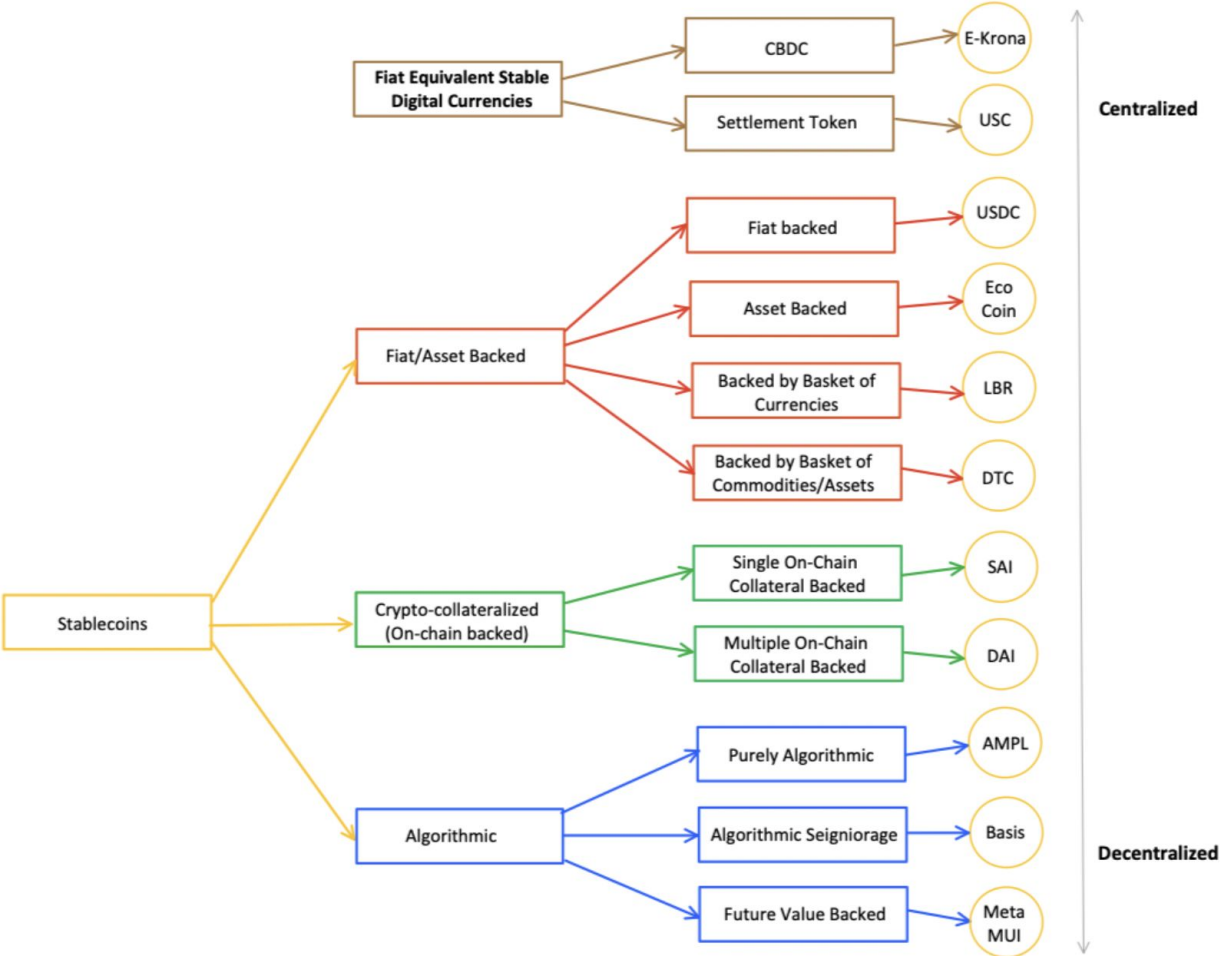 Fiat Equivalent Stable
Digital Currencies
CBDC
E-Krona
Settlement Token
USC
Centralized
Stablecoins
Fiat/Asset Backed
Fiat backed
USDC
Asset Backed
Eco
Coin
Backed by Basket of
Currencies
LBR
Backed by Basket of
Commodities/Assets
DTC
Crypto-collateralized
(On-chain backed)
Single On-Chain
Collateral Backed
SAI
Multiple On-Chain
Collateral Backed
DAI
Algorithmic
Purely Algorithmic
AMPL
Algorithmic Seigniorage
Basis
Future Value Backed
Meta
MUI
Decentralized